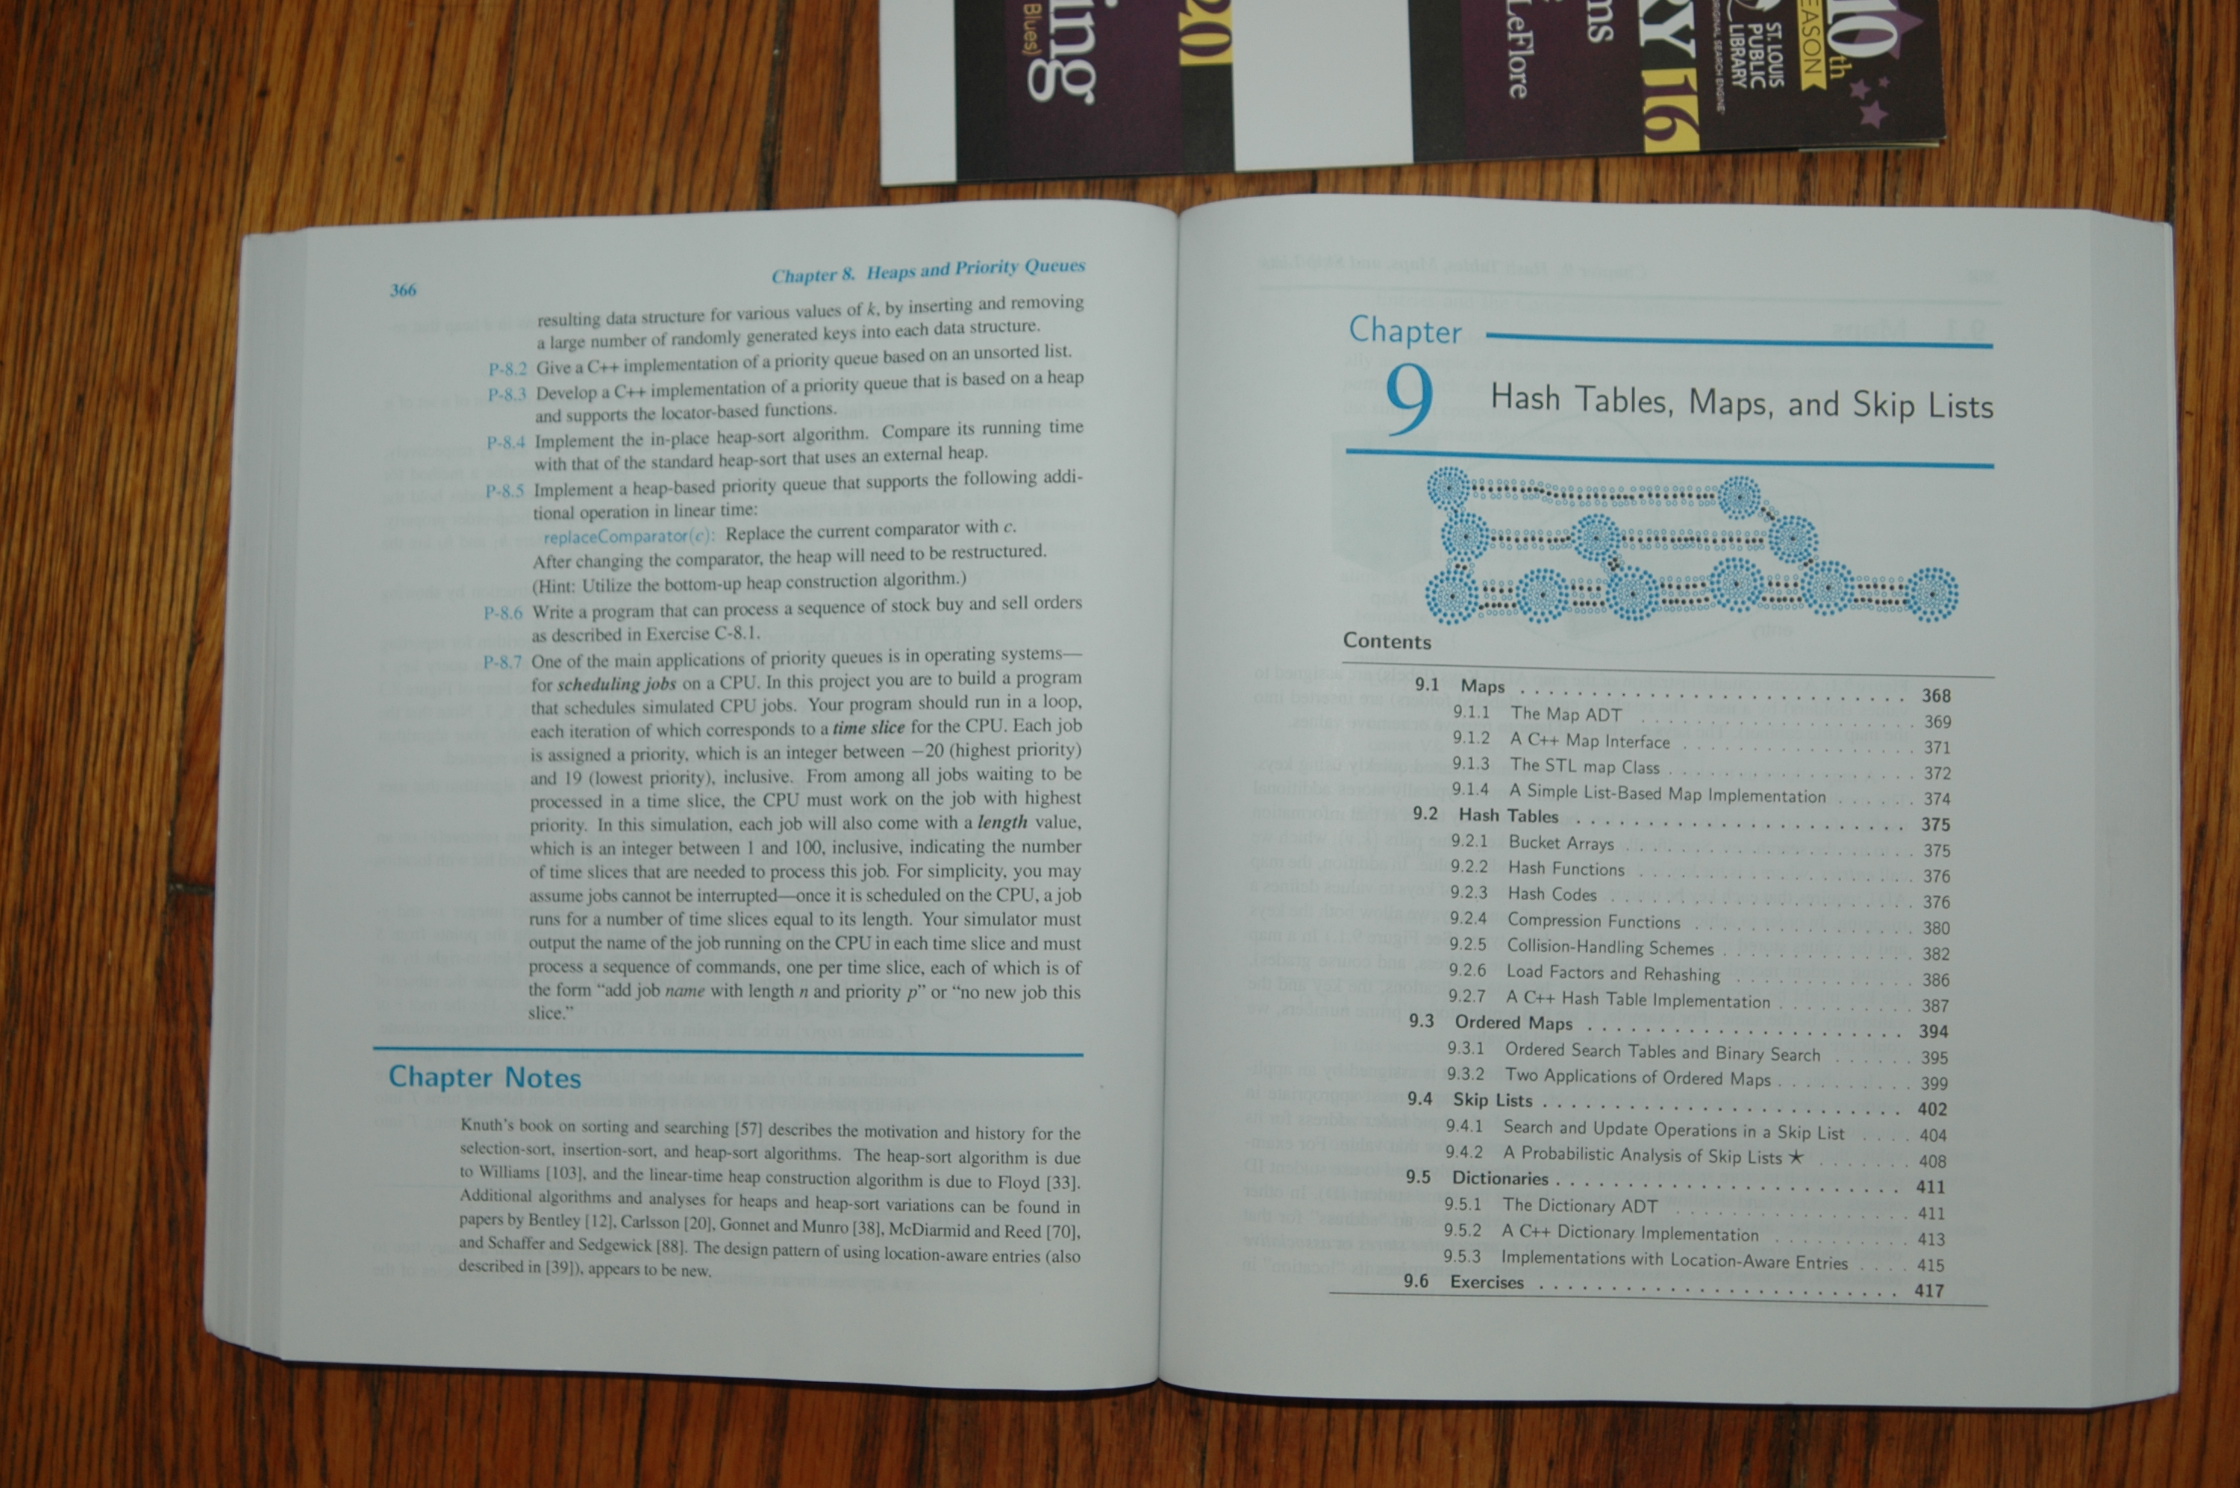 10th
EASON
ST. LOUIS
PUBLIC
LIBRARY
ORIGINAL SEARCH ENGINE
RY 16
ms
LeFlore
20
ing
Blues)
366
Chapter 8. Heaps and Priority Queues
resulting data structure for various values of k, by inserting and removing
a large number of randomly generated keys into each data structure.
P-8.2 Give a C++ implementation of a priority queue based on an unsorted list.
P-8.3 Develop a C++ implementation of a priority queue that is based on a heap
and supports the locator-based functions.
P-8.4 Implement the in-place heap-sort algorithm. Compare its running time
with that of the standard heap-sort that uses an external heap.
P-8.5 Implement a heap-based priority queue that supports the following addi-
tional operation in linear time:
replaceComparator(c): Replace the current comparator with c.
After changing the comparator, the heap will need to be restructured.
(Hint: Utilize the bottom-up heap construction algorithm.)
P-8.6 Write a program that can process a sequence of stock buy and sell orders
as described in Exercise C-8.1.
P-8.7 One of the main applications of priority queues is in operating systems—
for scheduling jobs on a CPU. In this project you are to build a program
that schedules simulated CPU jobs. Your program should run in a loop,
each iteration of which corresponds to a time slice for the CPU. Each job
is assigned a priority, which is an integer between −20 (highest priority)
and 19 (lowest priority), inclusive. From among all jobs waiting to be
processed in a time slice, the CPU must work on the job with highest
priority. In this simulation, each job will also come with a length value,
which is an integer between 1 and 100, inclusive, indicating the number
of time slices that are needed to process this job. For simplicity, you may
assume jobs cannot be interrupted—once it is scheduled on the CPU, a job
runs for a number of time slices equal to its length. Your simulator must
output the name of the job running on the CPU in each time slice and must
process a sequence of commands, one per time slice, each of which is of
the form “add job name with length n and priority p” or “no new job this
slice.”
Chapter Notes
Knuth's book on sorting and searching [57] describes the motivation and history for the
selection-sort, insertion-sort, and heap-sort algorithms. The heap-sort algorithm is due
to Williams [103], and the linear-time heap construction algorithm is due to Floyd [33].
Additional algorithms and analyses for heaps and heap-sort variations can be found in
papers by Bentley [12], Carlsson [20], Gonnet and Munro [38], McDiarmid and Reed [70],
and Schaffer and Sedgewick [88]. The design pattern of using location-aware entries (also
described in [39]), appears to be new.
Chapter
9 Hash Tables, Maps, and Skip Lists
Contents
9.1 Maps . . . . . . . . . . 368
9.1.1 The Map ADT . . . . . . . . . . 369
9.1.2 A C++ Map Interface . . . . . . . . . . 371
9.1.3 The STL map Class . . . . . . . . . . 372
9.1.4 A Simple List-Based Map Implementation . . . . . 374
9.2 Hash Tables . . . . . . . . . . 375
9.2.1 Bucket Arrays . . . . . . . . . . 375
9.2.2 Hash Functions . . . . . . . . . . 376
9.2.3 Hash Codes . . . . . . . . . . 376
9.2.4 Compression Functions . . . . . . . . . . 380
9.2.5 Collision-Handling Schemes . . . . . . . . . . 382
9.2.6 Load Factors and Rehashing . . . . . . . . . . 386
9.2.7 A C++ Hash Table Implementation . . . . . . . . 387
9.3 Ordered Maps . . . . . . . . . . 394
9.3.1 Ordered Search Tables and Binary Search . . . . . 395
9.3.2 Two Applications of Ordered Maps . . . . . . . . 399
9.4 Skip Lists . . . . . . . . . . 402
9.4.1 Search and Update Operations in a Skip List . . . . 404
9.4.2 A Probabilistic Analysis of Skip Lists ★ . . . . . 408
9.5 Dictionaries . . . . . . . . . . 411
9.5.1 The Dictionary ADT . . . . . . . . . . 411
9.5.2 A C++ Dictionary Implementation . . . . . . . . 413
9.5.3 Implementations with Location-Aware Entries . . . . 415
9.6 Exercises . . . . . . . . . . 417